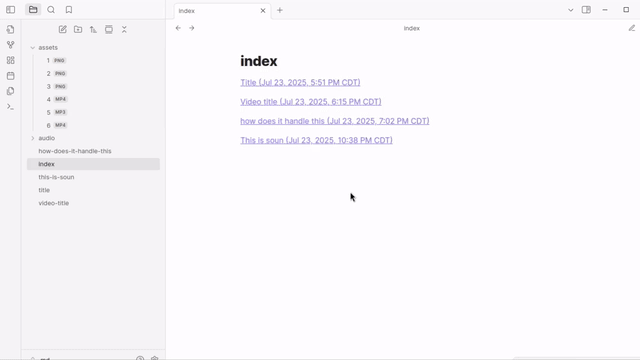 index
index
assets
1 PNG
2 PNG
3 PNG
4 MP4
5 MP3
6 MP4
audio
how-does-it-handle-this
index
this-is-soun
title
video-title
index
Title (Jul 23, 2025, 5:51 PM CDT)
Video title (Jul 23, 2025, 6:15 PM CDT)
how does it handle this (Jul 23, 2025, 7:02 PM CDT)
This is soun (Jul 23, 2025, 10:38 PM CDT)